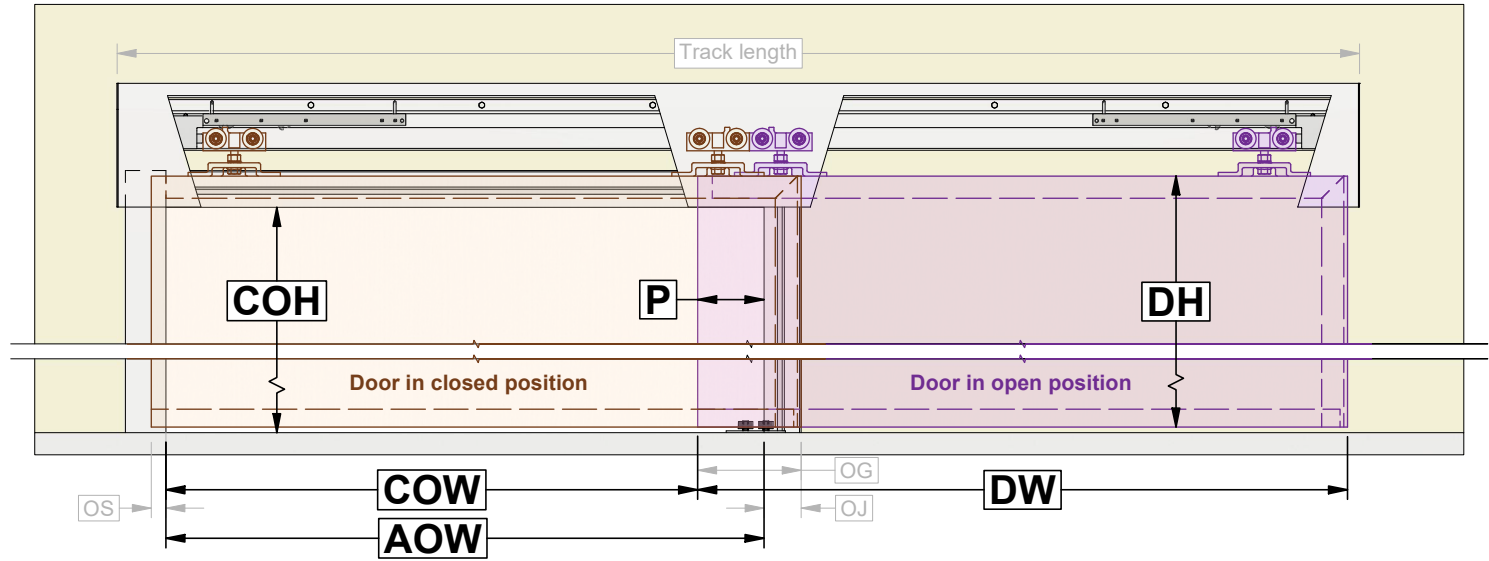 Track length
COH
P
DH
Door in closed position
Door in open position
OG
COW
DW
OS
OJ
AOW